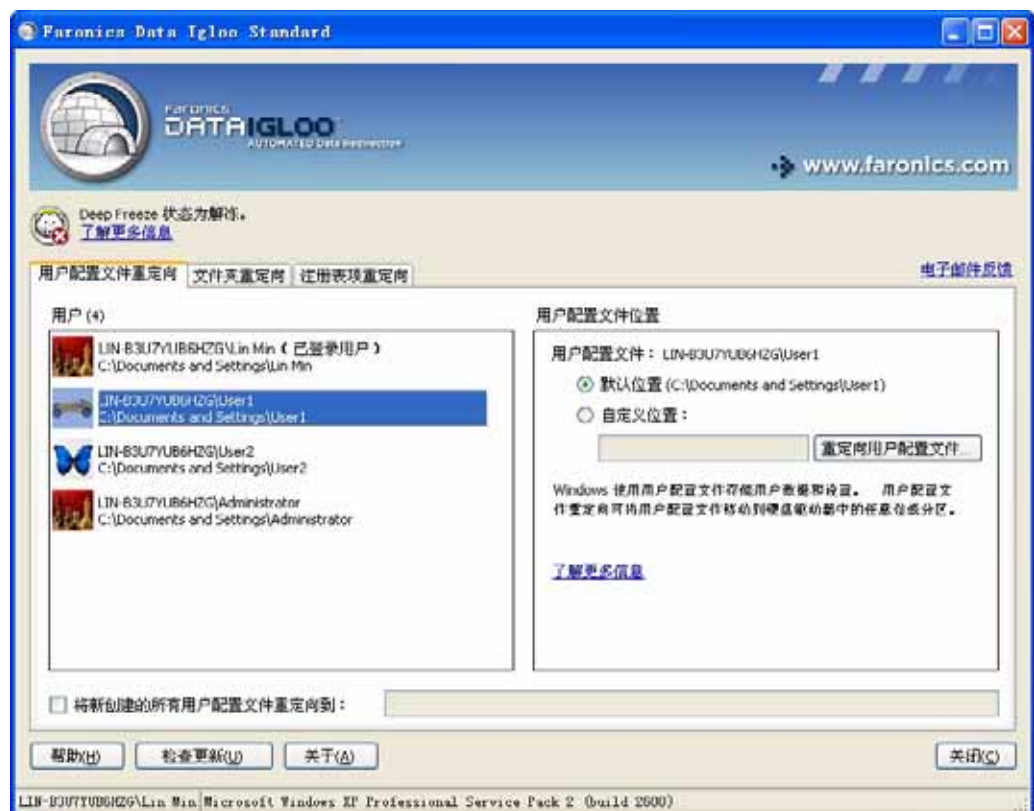 Faronics Data Igloo Standard
FARONICS
DATAIGLOO
AUTOMATED Data Redirection
www.faronics.com
Deep Freeze 状态为解冻。
了解更多信息
用户配置文件重定向 文件夹重定向 注册表项重定向
电子邮件反馈
用户 (4)
LIN-B3U7YUB6HZG\Lin Min ( 已登录用户 )
C:\Documents and Settings\Lin Min
LIN-B3U7YUB6HZG\User1
C:\Documents and Settings\User1
LIN-B3U7YUB6HZG\User2
C:\Documents and Settings\User2
LIN-B3U7YUB6HZG\Administrator
C:\Documents and Settings\Administrator
用户配置文件位置
用户配置文件： LIN-B3U7YUB6HZG\User1
默认位置 (C:\Documents and Settings\User1)
自定义位置：
重定向用户配置文件...
Windows 使用用户配置文件存储用户数据和设置。 用户配置文
件重定向可将用户配置文件移动到硬盘驱动器中的任意位或分区。
了解更多信息
将新创建的所有用户配置文件重定向到：
帮助(H) 检查更新(U) 关于(A) 关闭(C)
LIN-B3U7YUB6HZG\Lin Min Microsoft Windows XP Professional Service Pack 2 (build 2600)